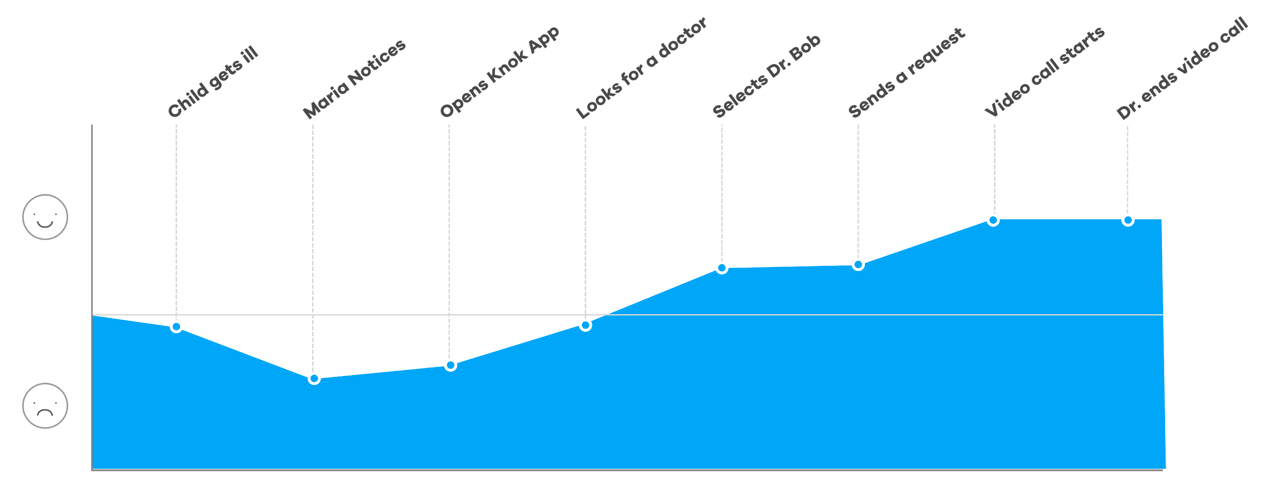 Child gets ill
Maria Notices
Opens Knok App
Looks for a doctor
Selects Dr. Bob
Sends a request
Video call starts
Dr. ends video call